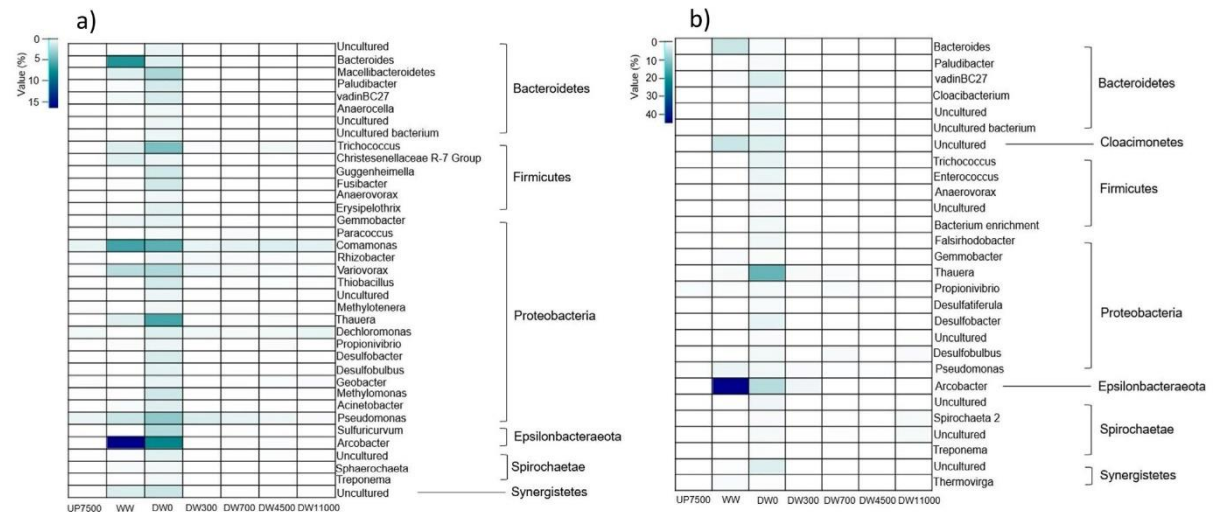 a)
0
5
10
15
Value (%)
Uncultured
Bacteroides
Macellibacteroidetes
Paludibacter
vadinBC27
Anaerocella
Uncultured
Uncultured bacterium
Trichococcus
Christesenellaceae R-7 Group
Guggenheimella
Fusibacter
Anaerovorax
Erysipelothrix
Gemmobacter
Paracoccus
Comamonas
Rhizobacter
Variovorax
Thiobacillus
Uncultured
Methylotenera
Thauera
Dechloromonas
Propionivibrio
Desulfobacter
Desulfobulbus
Geobacter
Methylomonas
Acinetobacter
Pseudomonas
Sulfuricurvum
Arcobacter
Uncultured
Sphaerochaeta
Treponema
Uncultured
Bacteroidetes
Firmicutes
Proteobacteria
Epsilonbacteraeota
Spirochaetae
Synergistetes
UP7500 WW DW0 DW300 DW700 DW4500 DW11000
b)
0
10
20
30
40
Value (%)
Bacteroides
Paludibacter
vadinBC27
Cloacibacterium
Uncultured
Uncultured bacterium
Uncultured
Trichococcus
Enterococcus
Anaerovorax
Uncultured
Bacterium enrichment
Falsirhodobacter
Gemmobacter
Thauera
Propionivibrio
Desulfatiferula
Desulfobacter
Uncultured
Desulfobulbus
Pseudomonas
Arcobacter
Uncultured
Spirochaeta 2
Uncultured
Treponema
Uncultured
Thermovirga
Bacteroidetes
Cloacimonetes
Firmicutes
Proteobacteria
Epsilonbacteraeota
Spirochaetae
Synergistetes
UP7500 WW DW0 DW300 DW700 DW4500 DW11000